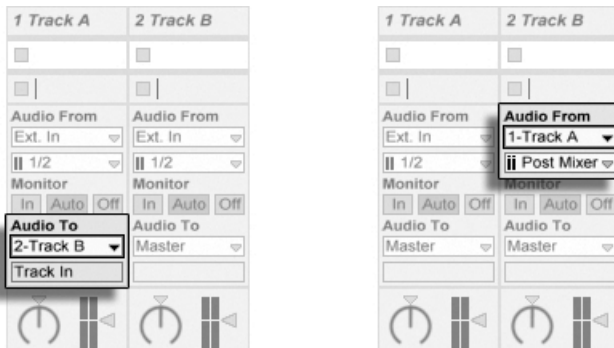 1 Track A
2 Track B
Audio From
Audio From
Ext. In
Ext. In
1/2
1/2
Monitor
Monitor
In Auto Off
In Auto Off
Audio To
Audio To
2-Track B
Master
Track In
1 Track A
2 Track B
Audio From
Audio From
Ext. In
1-Track A
1/2
Post Mixer
Monitor
Monitor
In Auto Off
In Auto Off
Audio To
Audio To
Master
Master